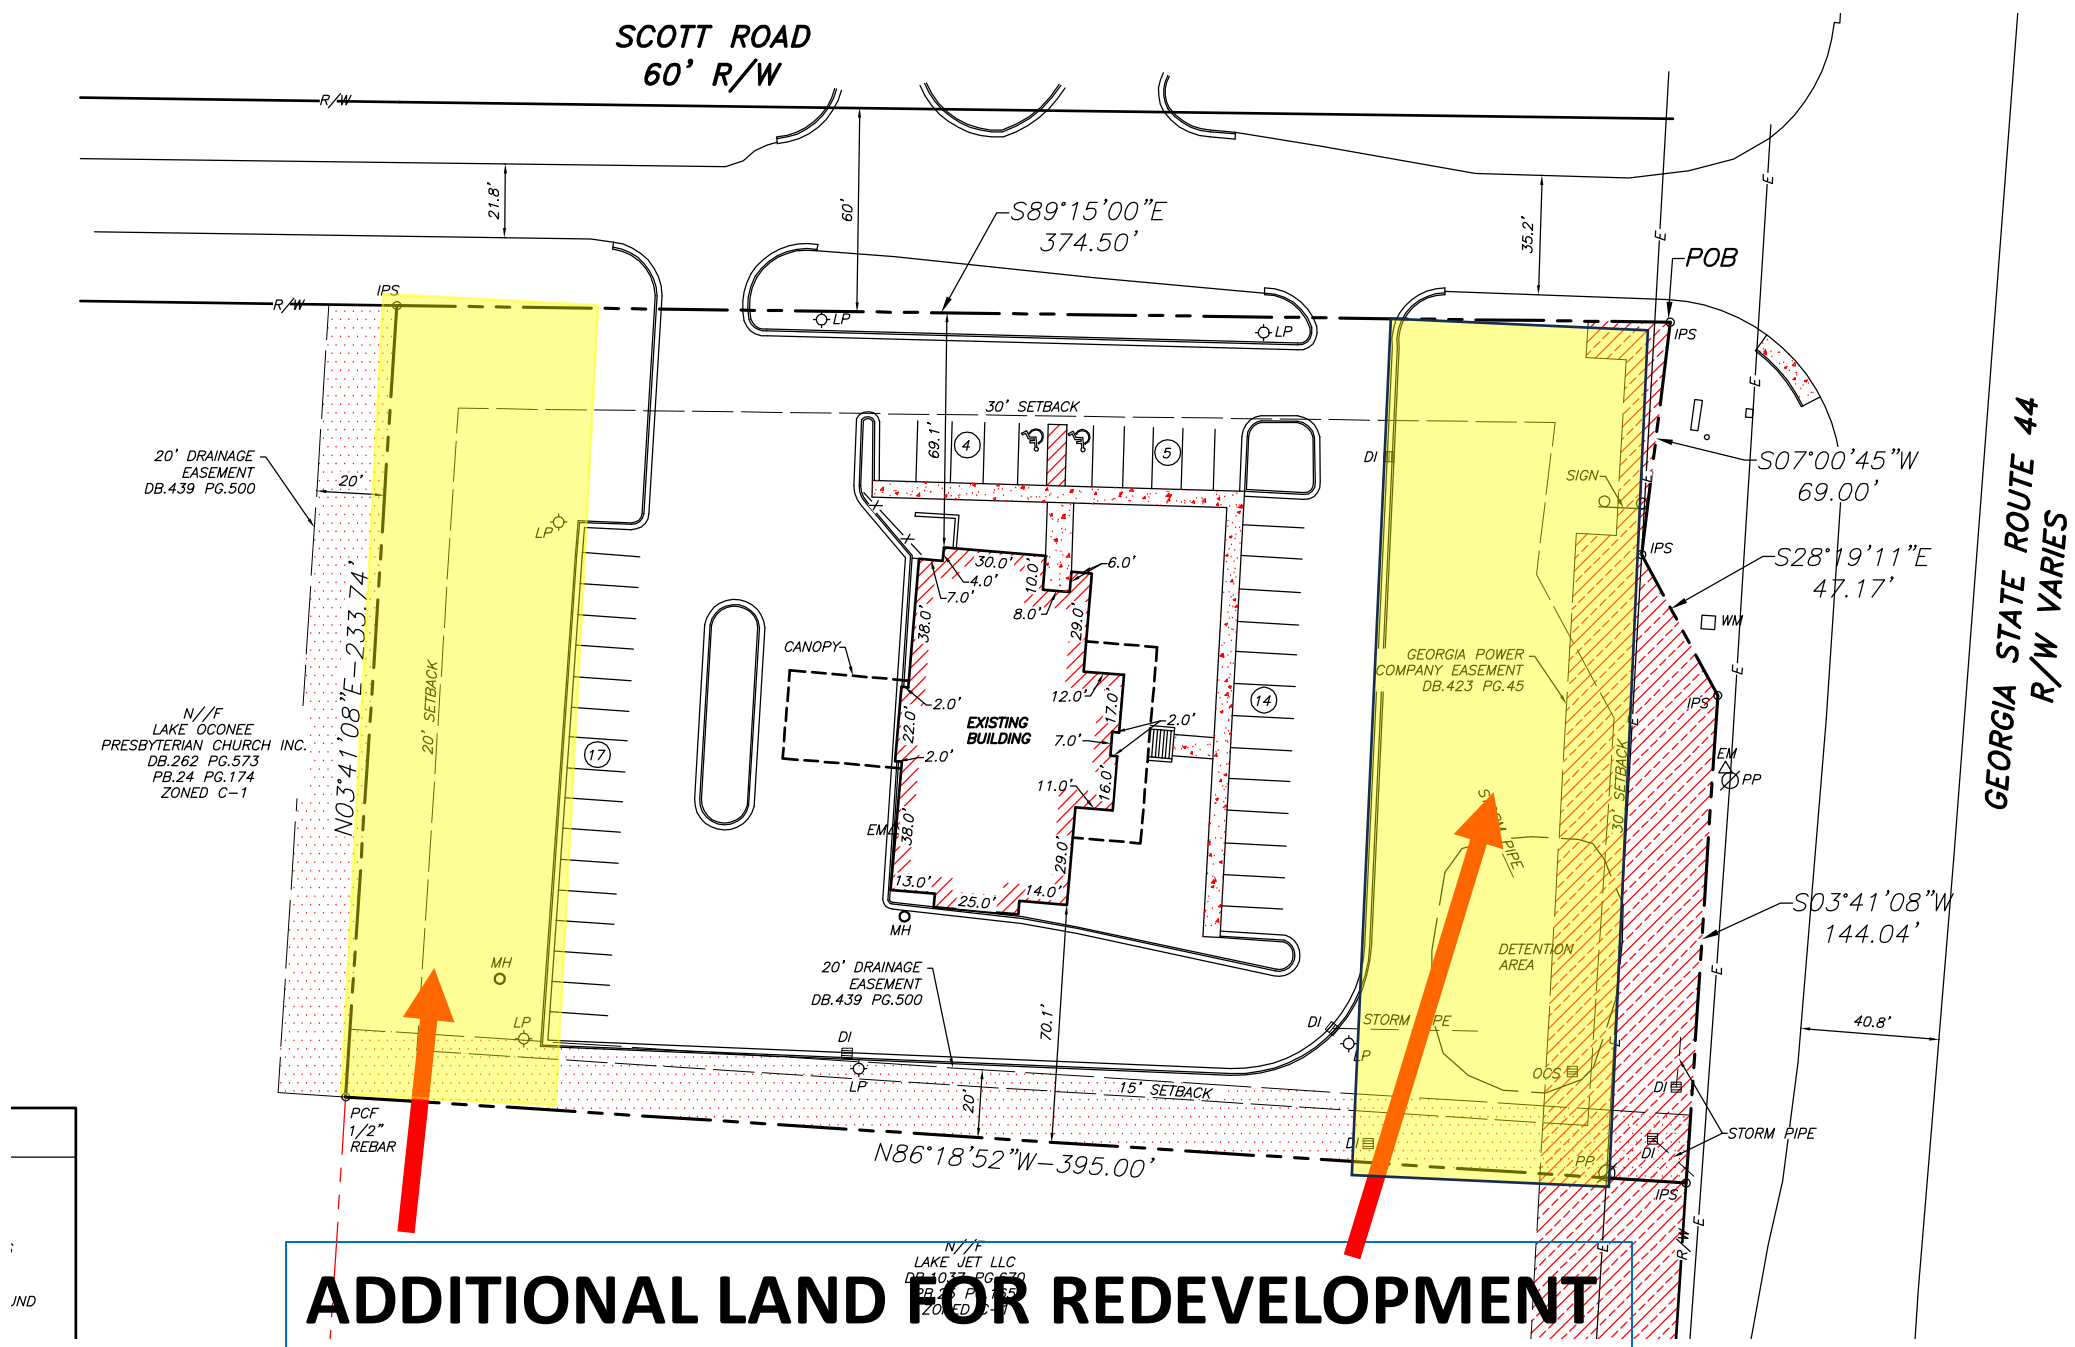 SCOTT ROAD
60' R/W
R/W
21.8'
60'
S89°15'00"E
374.50'
35.2'
POB
IPS
R/W
LP
LP
IPS
30' SETBACK
69.1'
4
5
DI
20' DRAINAGE
EASEMENT
DB.439 PG.500
20'
LP
SIGN
S07°00'45"W
69.00'
IPS
S28°19'11"E
47.17'
GEORGIA STATE ROUTE 44
R/W VARIES
30.0'
4.0'
7.0'
10.0'
6.0'
8.0'
38.0'
29.0'
N03°41'08"E-233.74'
20' SETBACK
CANOPY
GEORGIA POWER
COMPANY EASEMENT
DB.423 PG.45
WM
IPS
12.0'
17.0'
14
2.0'
22.0'
EXISTING
BUILDING
2.0'
7.0'
2.0'
N//F
LAKE OCONEE
PRESBYTERIAN CHURCH INC.
DB.262 PG.573
PB.24 PG.174
ZONED C-1
17
11.0'
16.0'
30' SETBACK
EM
PP
EM
38.0'
29.0'
STORM PIPE
13.0'
25.0'
14.0'
MH
S03°41'08"W
144.04'
DETENTION
AREA
MH
20' DRAINAGE
EASEMENT
DB.439 PG.500
LP
DI
LP
70.1'
DI
STORM PIPE
LP
40.8'
OCS
DI
15' SETBACK
20'
PCF
1/2"
REBAR
N86°18'52"W-395.00'
DI
PP
DI
STORM PIPE
IPS
R/W
E
E
E
E
E
E
E
E
E
E
E
N//F
LAKE JET LLC
ADDITIONAL LAND FOR REDEVELOPMENT